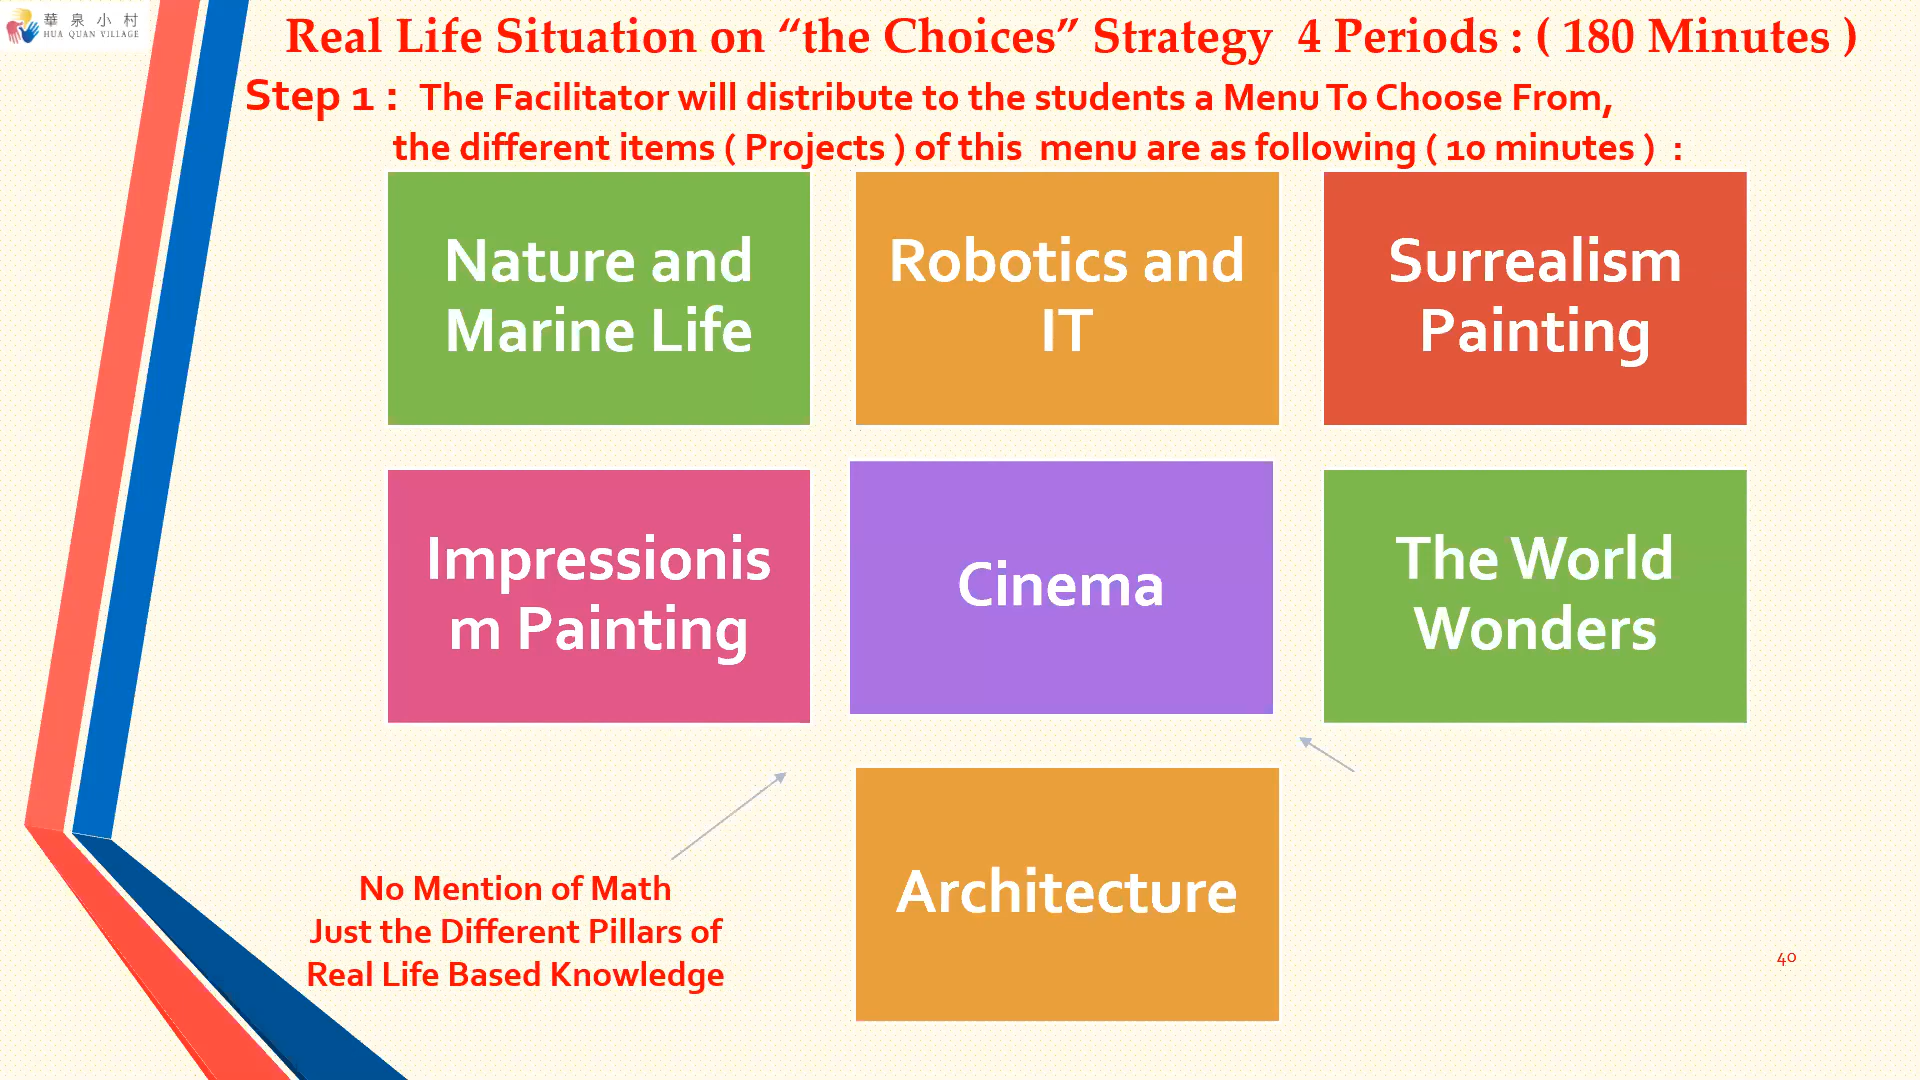 華泉小村
HUA QUAN VILLAGE
Real Life Situation on “the Choices” Strategy 4 Periods : ( 180 Minutes )
Step 1 : The Facilitator will distribute to the students a Menu To Choose From,
the different items ( Projects ) of this menu are as following ( 10 minutes ) :
Nature and
Marine Life
Robotics and
IT
Surrealism
Painting
Impressionis
m Painting
Cinema
The World
Wonders
Architecture
No Mention of Math
Just the Different Pillars of
Real Life Based Knowledge
40